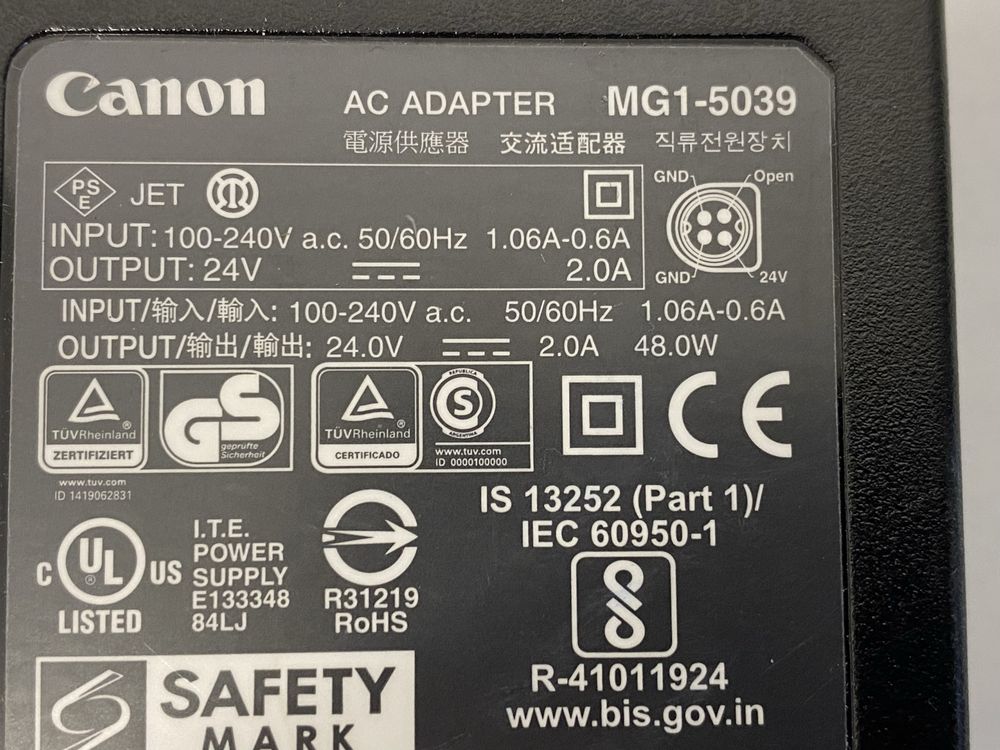 Canon
AC ADAPTER MG1-5039
電源供應器 交流适配器 직류전원장치
PSE JET
INPUT: 100-240V a.c. 50/60Hz 1.06A-0.6A
OUTPUT: 24V 2.0A
GND Open
GND 24V
INPUT/输入/輸入: 100-240V a.c. 50/60Hz 1.06A-0.6A
OUTPUT/输出/輸出: 24.0V 2.0A 48.0W
TÜVRheinland®
ZERTIFIZIERT
GS
geprüfte
Sicherheit
www.tuv.com
ID 1419062831
TÜVRheinland®
CERTIFICADO
REPUBLICA
S
ARGENTINA
www.tuv.com
ID 0000100000
CE
IS 13252 (Part 1)/
IEC 60950-1
R-41011924
www.bis.gov.in
C UL® US
LISTED
I.T.E.
POWER
SUPPLY
E133348
84LJ
R31219
RoHS
SAFETY
MARK